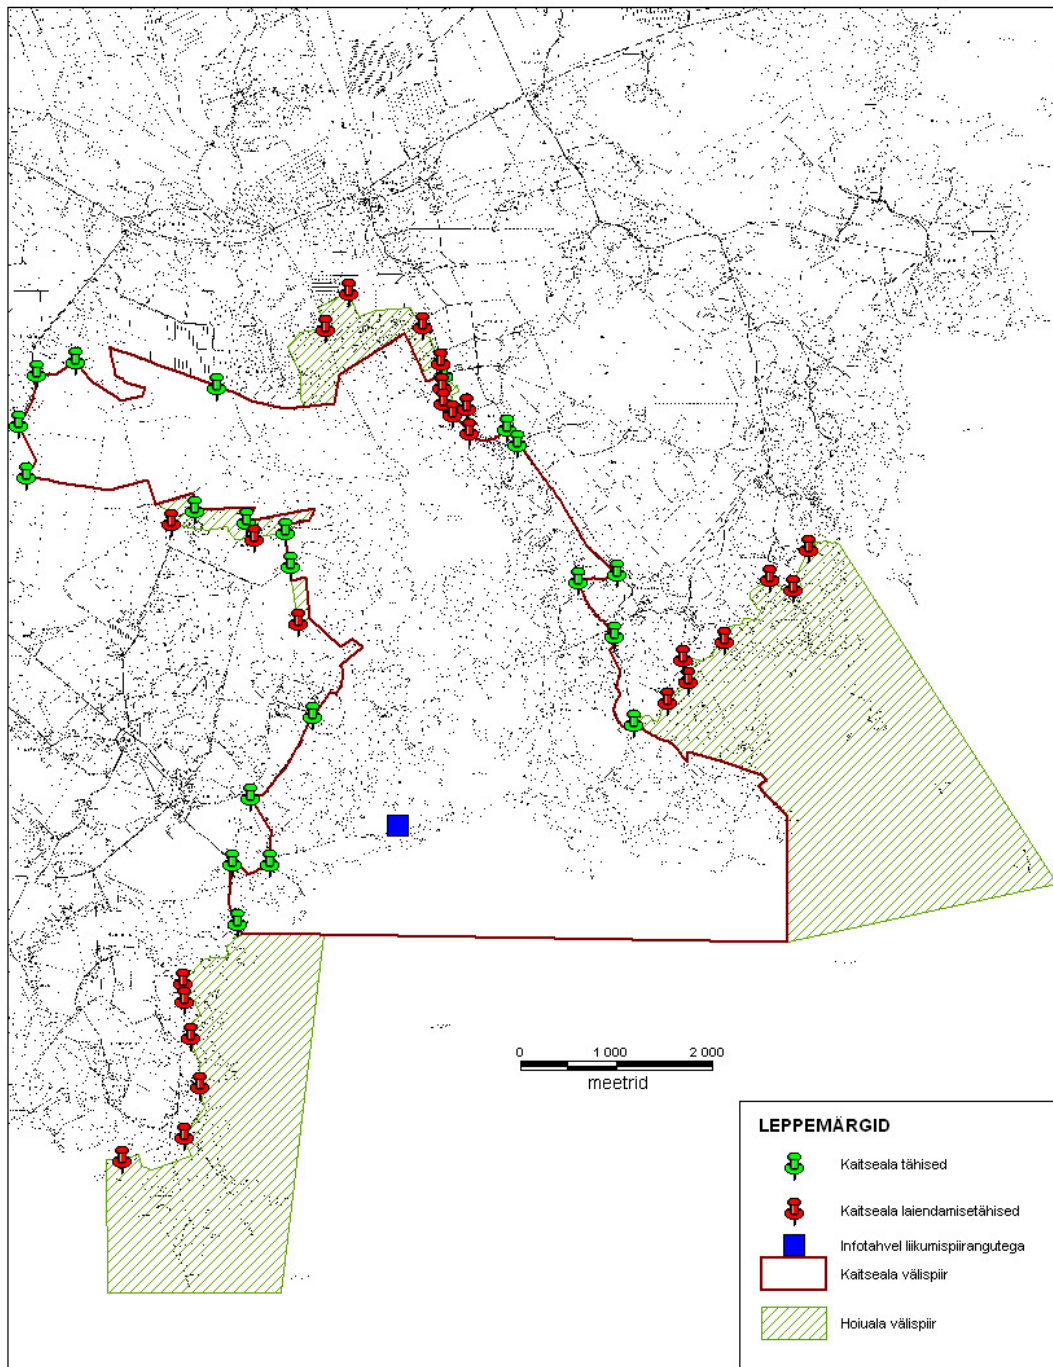 0 1 000 2 000
meetrid
LEPPEMÄRGID
Kaitseala tähised
Kaitseala laiendamisetähised
Infotahvel liikumispiirangutega
Kaitseala välispiir
Hoiuala välispiir